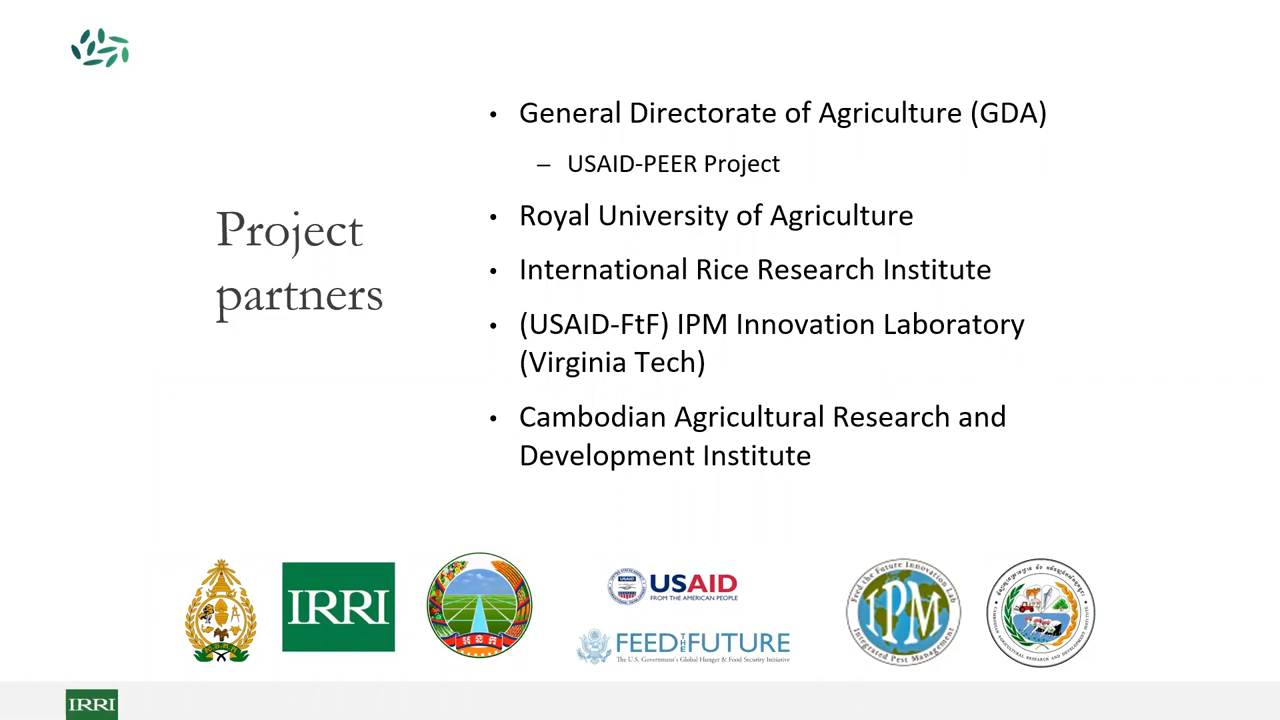 • General Directorate of Agriculture (GDA)
– USAID-PEER Project
• Royal University of Agriculture
Project
partners
• International Rice Research Institute
• (USAID-FtF) IPM Innovation Laboratory
(Virginia Tech)
• Cambodian Agricultural Research and
Development Institute
IRRI
USAID
FROM THE AMERICAN PEOPLE
FEED THE FUTURE
The U.S. Government's Global Hunger & Food Security Initiative
Feed the Future Innovation Lab
IPM
Integrated Pest Management
IRRI